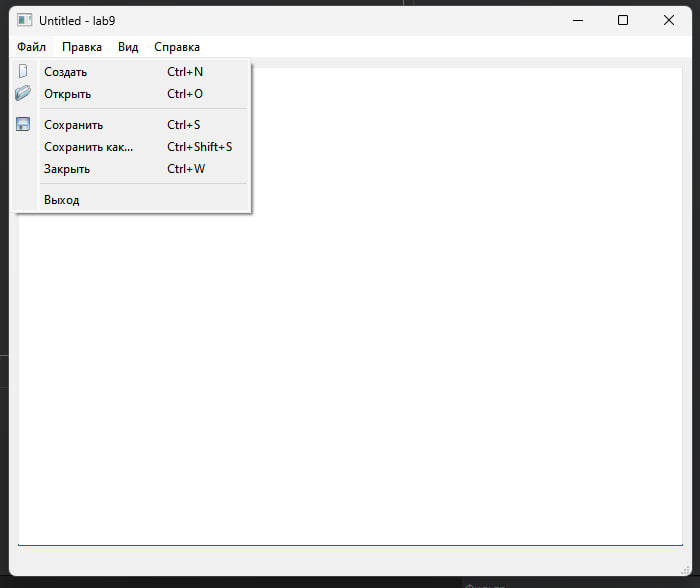 Untitled - lab9
Файл Правка Вид Справка
Создать Ctrl+N
Открыть Ctrl+O
Сохранить Ctrl+S
Сохранить как... Ctrl+Shift+S
Закрыть Ctrl+W
Выход